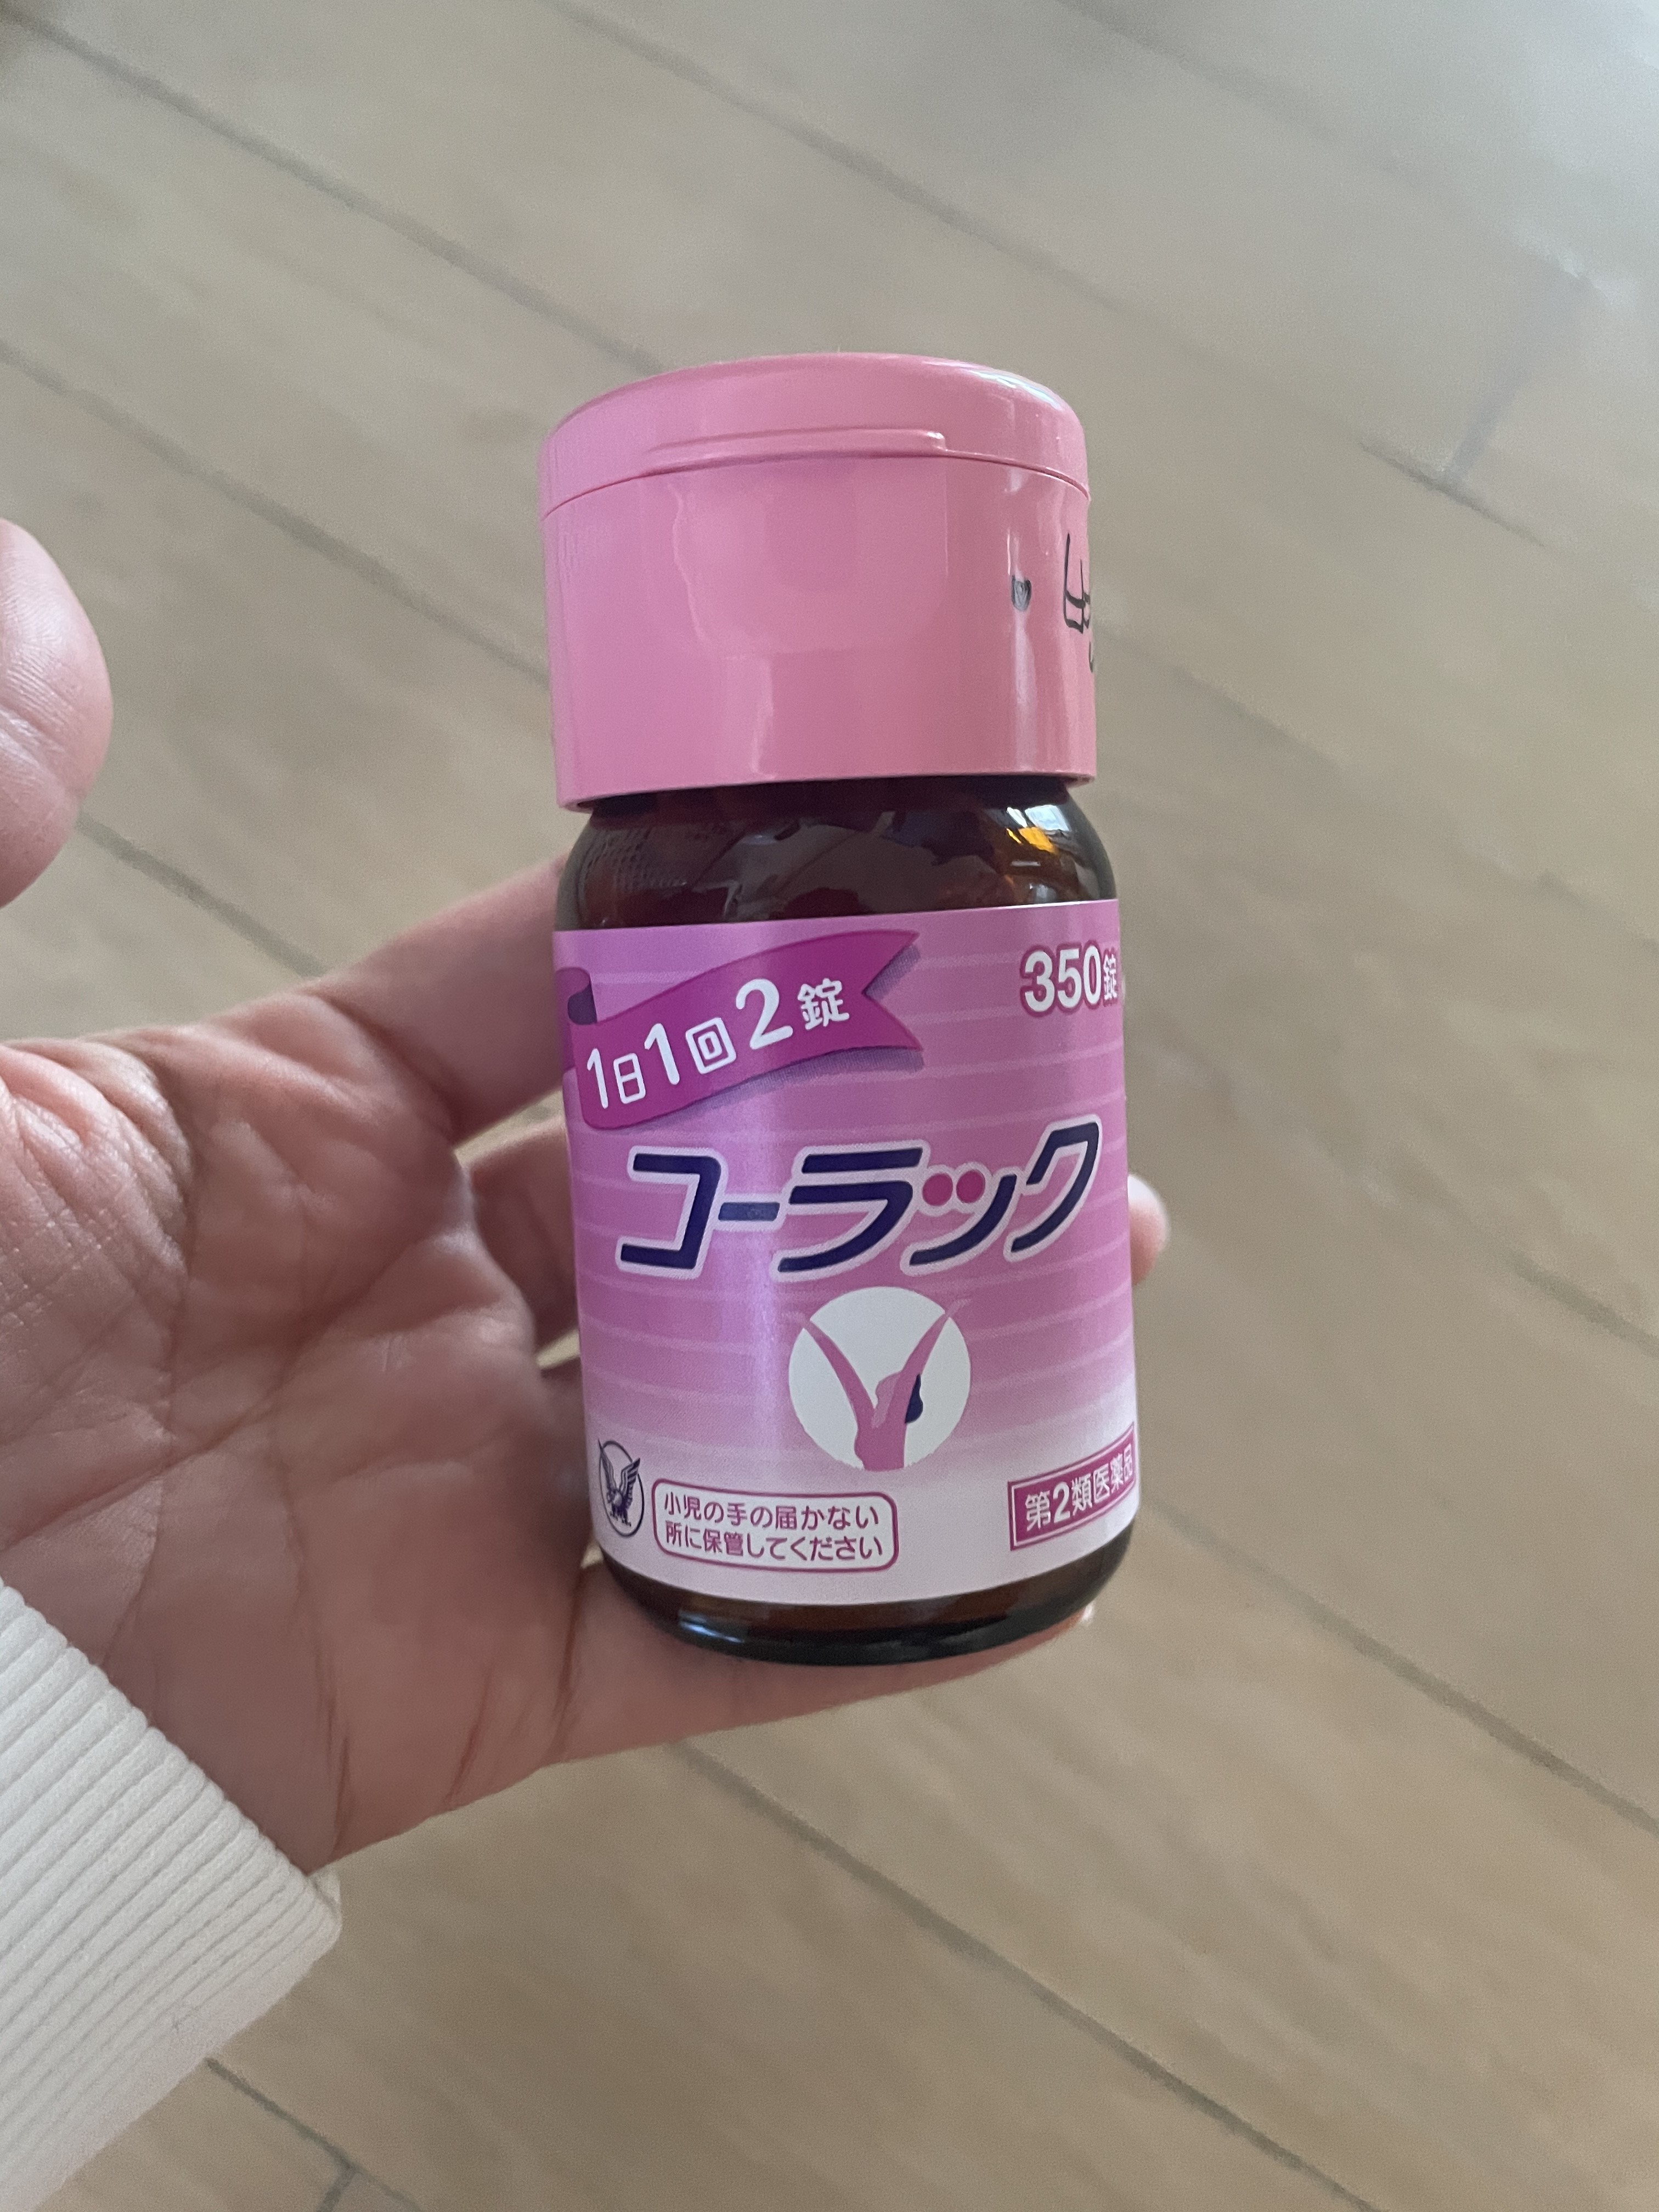 1日1回2錠
350錠
コーラック
小児の手の届かない
所に保管してください
第2類医薬品